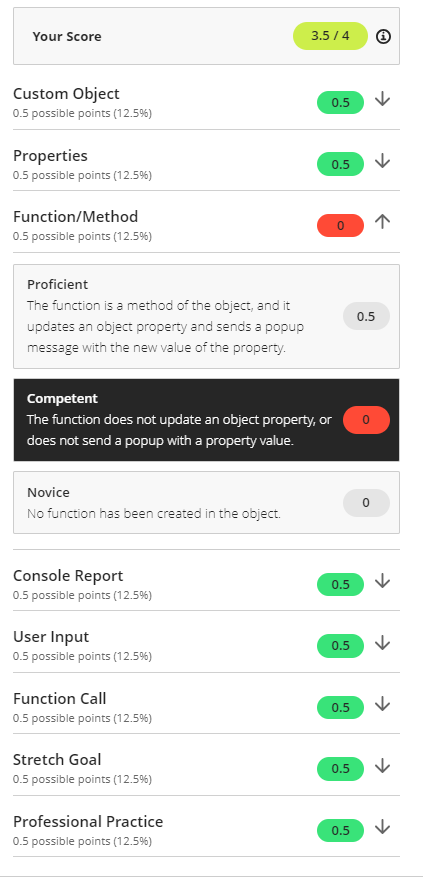 Your Score
3.5 / 4
Custom Object
0.5 possible points (12.5%)
0.5
Properties
0.5 possible points (12.5%)
0.5
Function/Method
0.5 possible points (12.5%)
0
Proficient
The function is a method of the object, and it
updates an object property and sends a popup
message with the new value of the property.
0.5
Competent
The function does not update an object property, or
does not send a popup with a property value.
0
Novice
No function has been created in the object.
0
Console Report
0.5 possible points (12.5%)
0.5
User Input
0.5 possible points (12.5%)
0.5
Function Call
0.5 possible points (12.5%)
0.5
Stretch Goal
0.5 possible points (12.5%)
0.5
Professional Practice
0.5 possible points (12.5%)
0.5